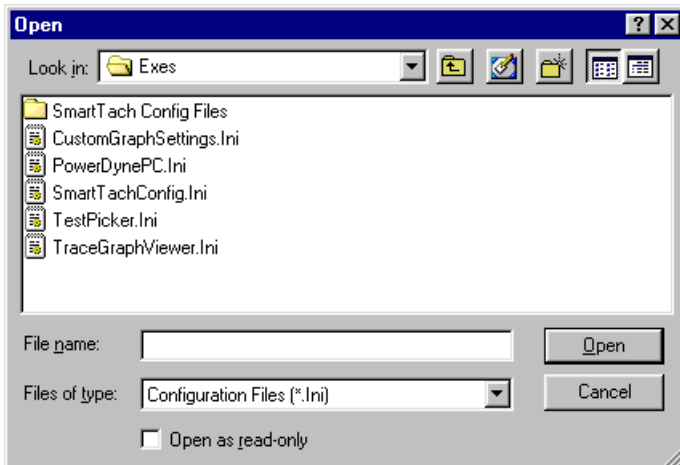 Open
Look in: Exes
SmartTach Config Files
CustomGraphSettings.Ini
PowerDynePC.Ini
SmartTachConfig.Ini
TestPicker.Ini
TraceGraphViewer.Ini
File name: Open
Files of type: Configuration Files (*.Ini) Cancel
Open as read-only